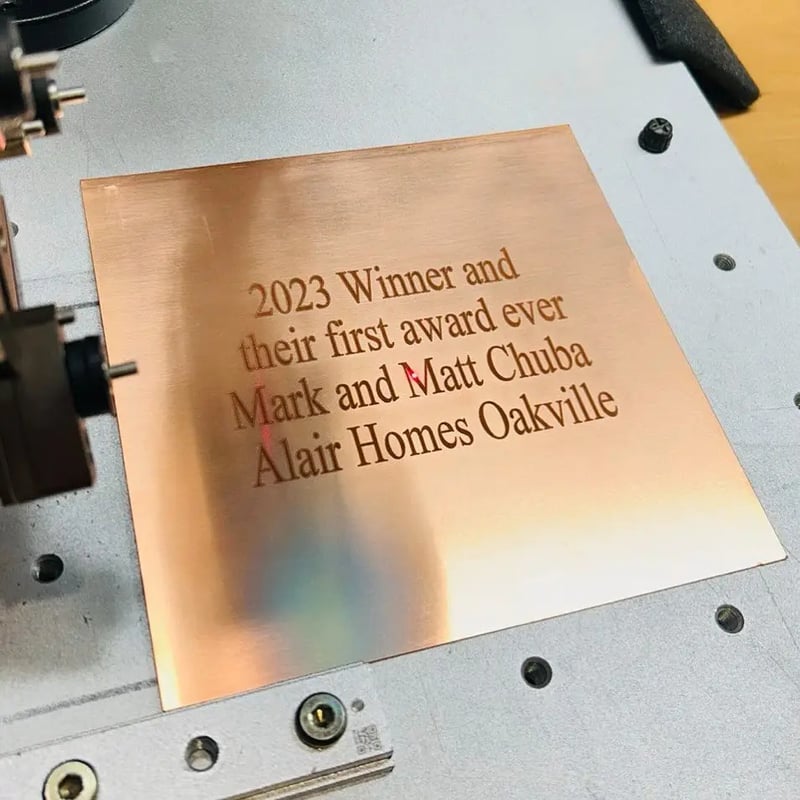 2023 Winner and
their first award ever
Mark and Matt Chuba
Alair Homes Oakville